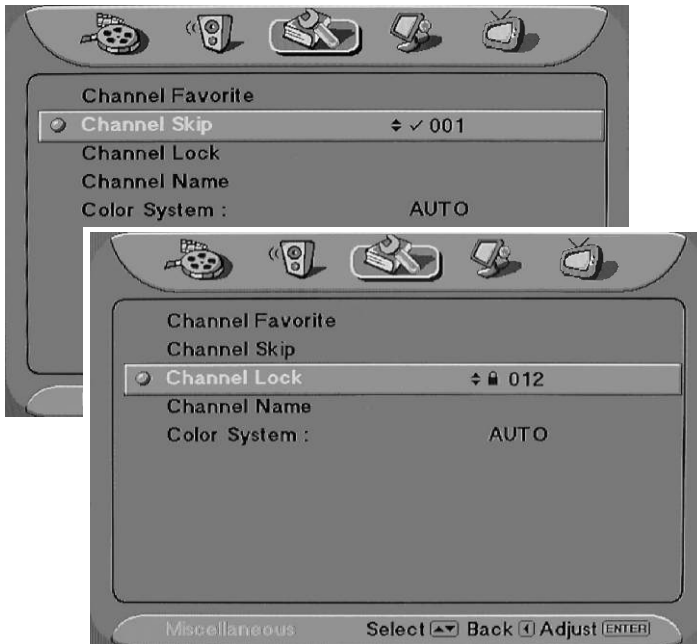 Channel Favorite
Channel Skip ✓ 001
Channel Lock
Channel Name
Color System : AUTO
Channel Favorite
Channel Skip
Channel Lock 012
Channel Name
Color System : AUTO
Miscellaneous Select Back Adjust ENTER